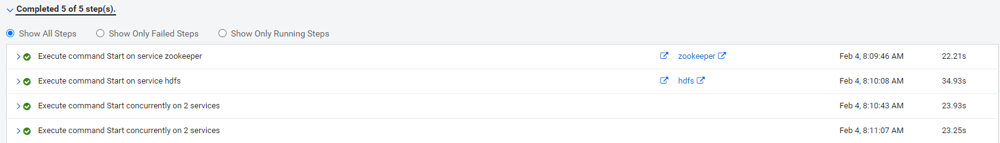 Completed 5 of 5 step(s).
Show All Steps Show Only Failed Steps Show Only Running Steps
Execute command Start on service zookeeper zookeeper Feb 4, 8:09:46 AM 22.21s
Execute command Start on service hdfs hdfs Feb 4, 8:10:08 AM 34.93s
Execute command Start concurrently on 2 services Feb 4, 8:10:43 AM 23.93s
Execute command Start concurrently on 2 services Feb 4, 8:11:07 AM 23.25s